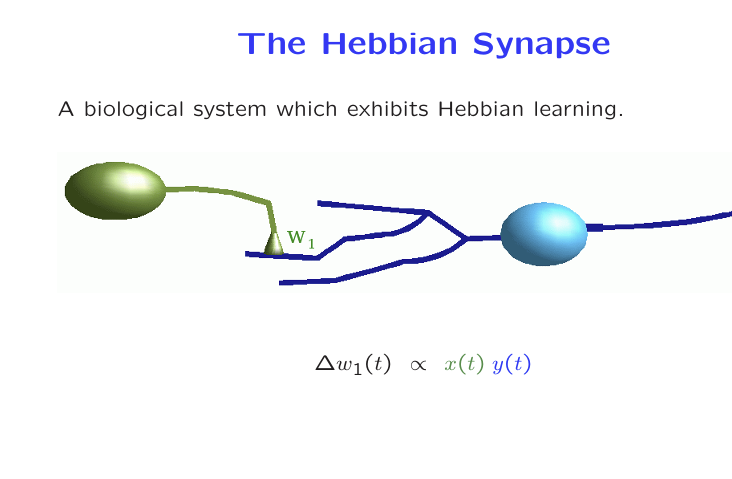 The Hebbian Synapse
A biological system which exhibits Hebbian learning.
w₁
Δw₁(t) ∝ x(t) y(t)